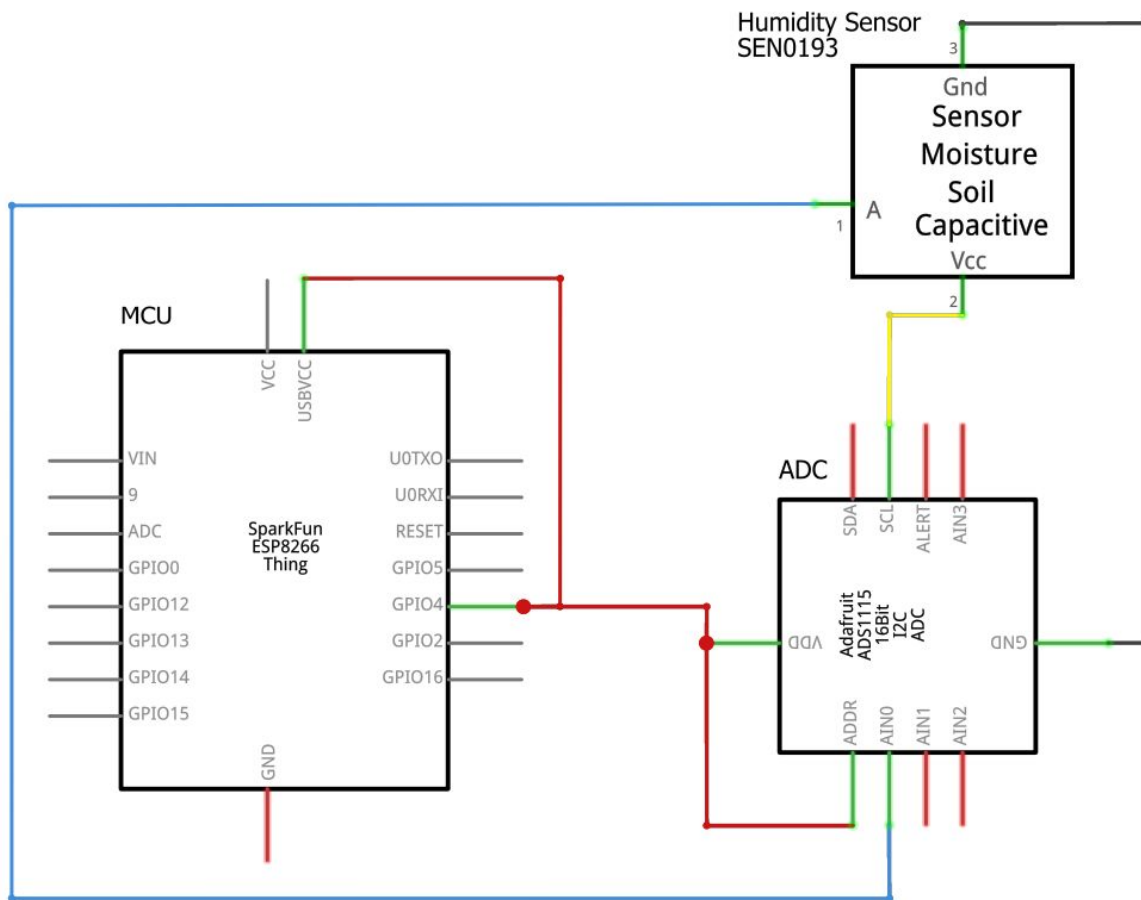 Humidity Sensor
SEN0193
3
Gnd
Sensor
Moisture
Soil
Capacitive
Vcc
A
1
2
MCU
VCC
USBVCC
VIN
9
ADC
GPIO0
GPIO12
GPIO13
GPIO14
GPIO15
SparkFun
ESP8266
Thing
U0TXO
U0RXI
RESET
GPIO5
GPIO4
GPIO2
GPIO16
GND
ADC
SDA
SCL
ALERT
AIN3
VDD
Adafruit
ADS1115
16Bit
I2C
ADC
GND
ADDR
AIN0
AIN1
AIN2